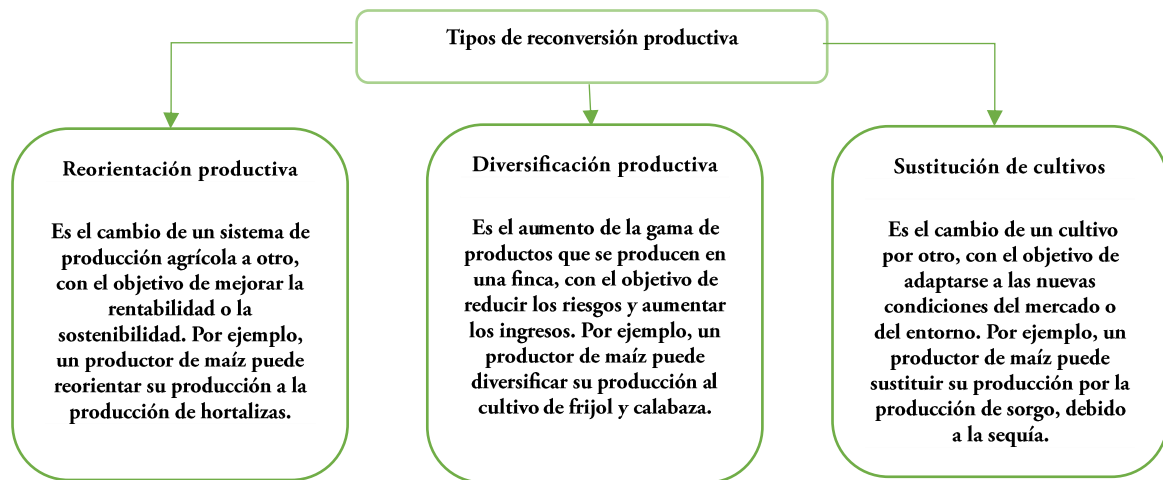 Tipos de reconversión productiva
Reorientación productiva
Es el cambio de un sistema de
producción agrícola a otro,
con el objetivo de mejorar la
rentabilidad o la
sostenibilidad. Por ejemplo,
un productor de maíz puede
reorientar su producción a la
producción de hortalizas.
Diversificación productiva
Es el aumento de la gama de
productos que se producen en
una finca, con el objetivo de
reducir los riesgos y aumentar
los ingresos. Por ejemplo, un
productor de maíz puede
diversificar su producción al
cultivo de frijol y calabaza.
Sustitución de cultivos
Es el cambio de un cultivo
por otro, con el objetivo de
adaptarse a las nuevas
condiciones del mercado o
del entorno. Por ejemplo, un
productor de maíz puede
sustituir su producción por la
producción de sorgo, debido
a la sequía.